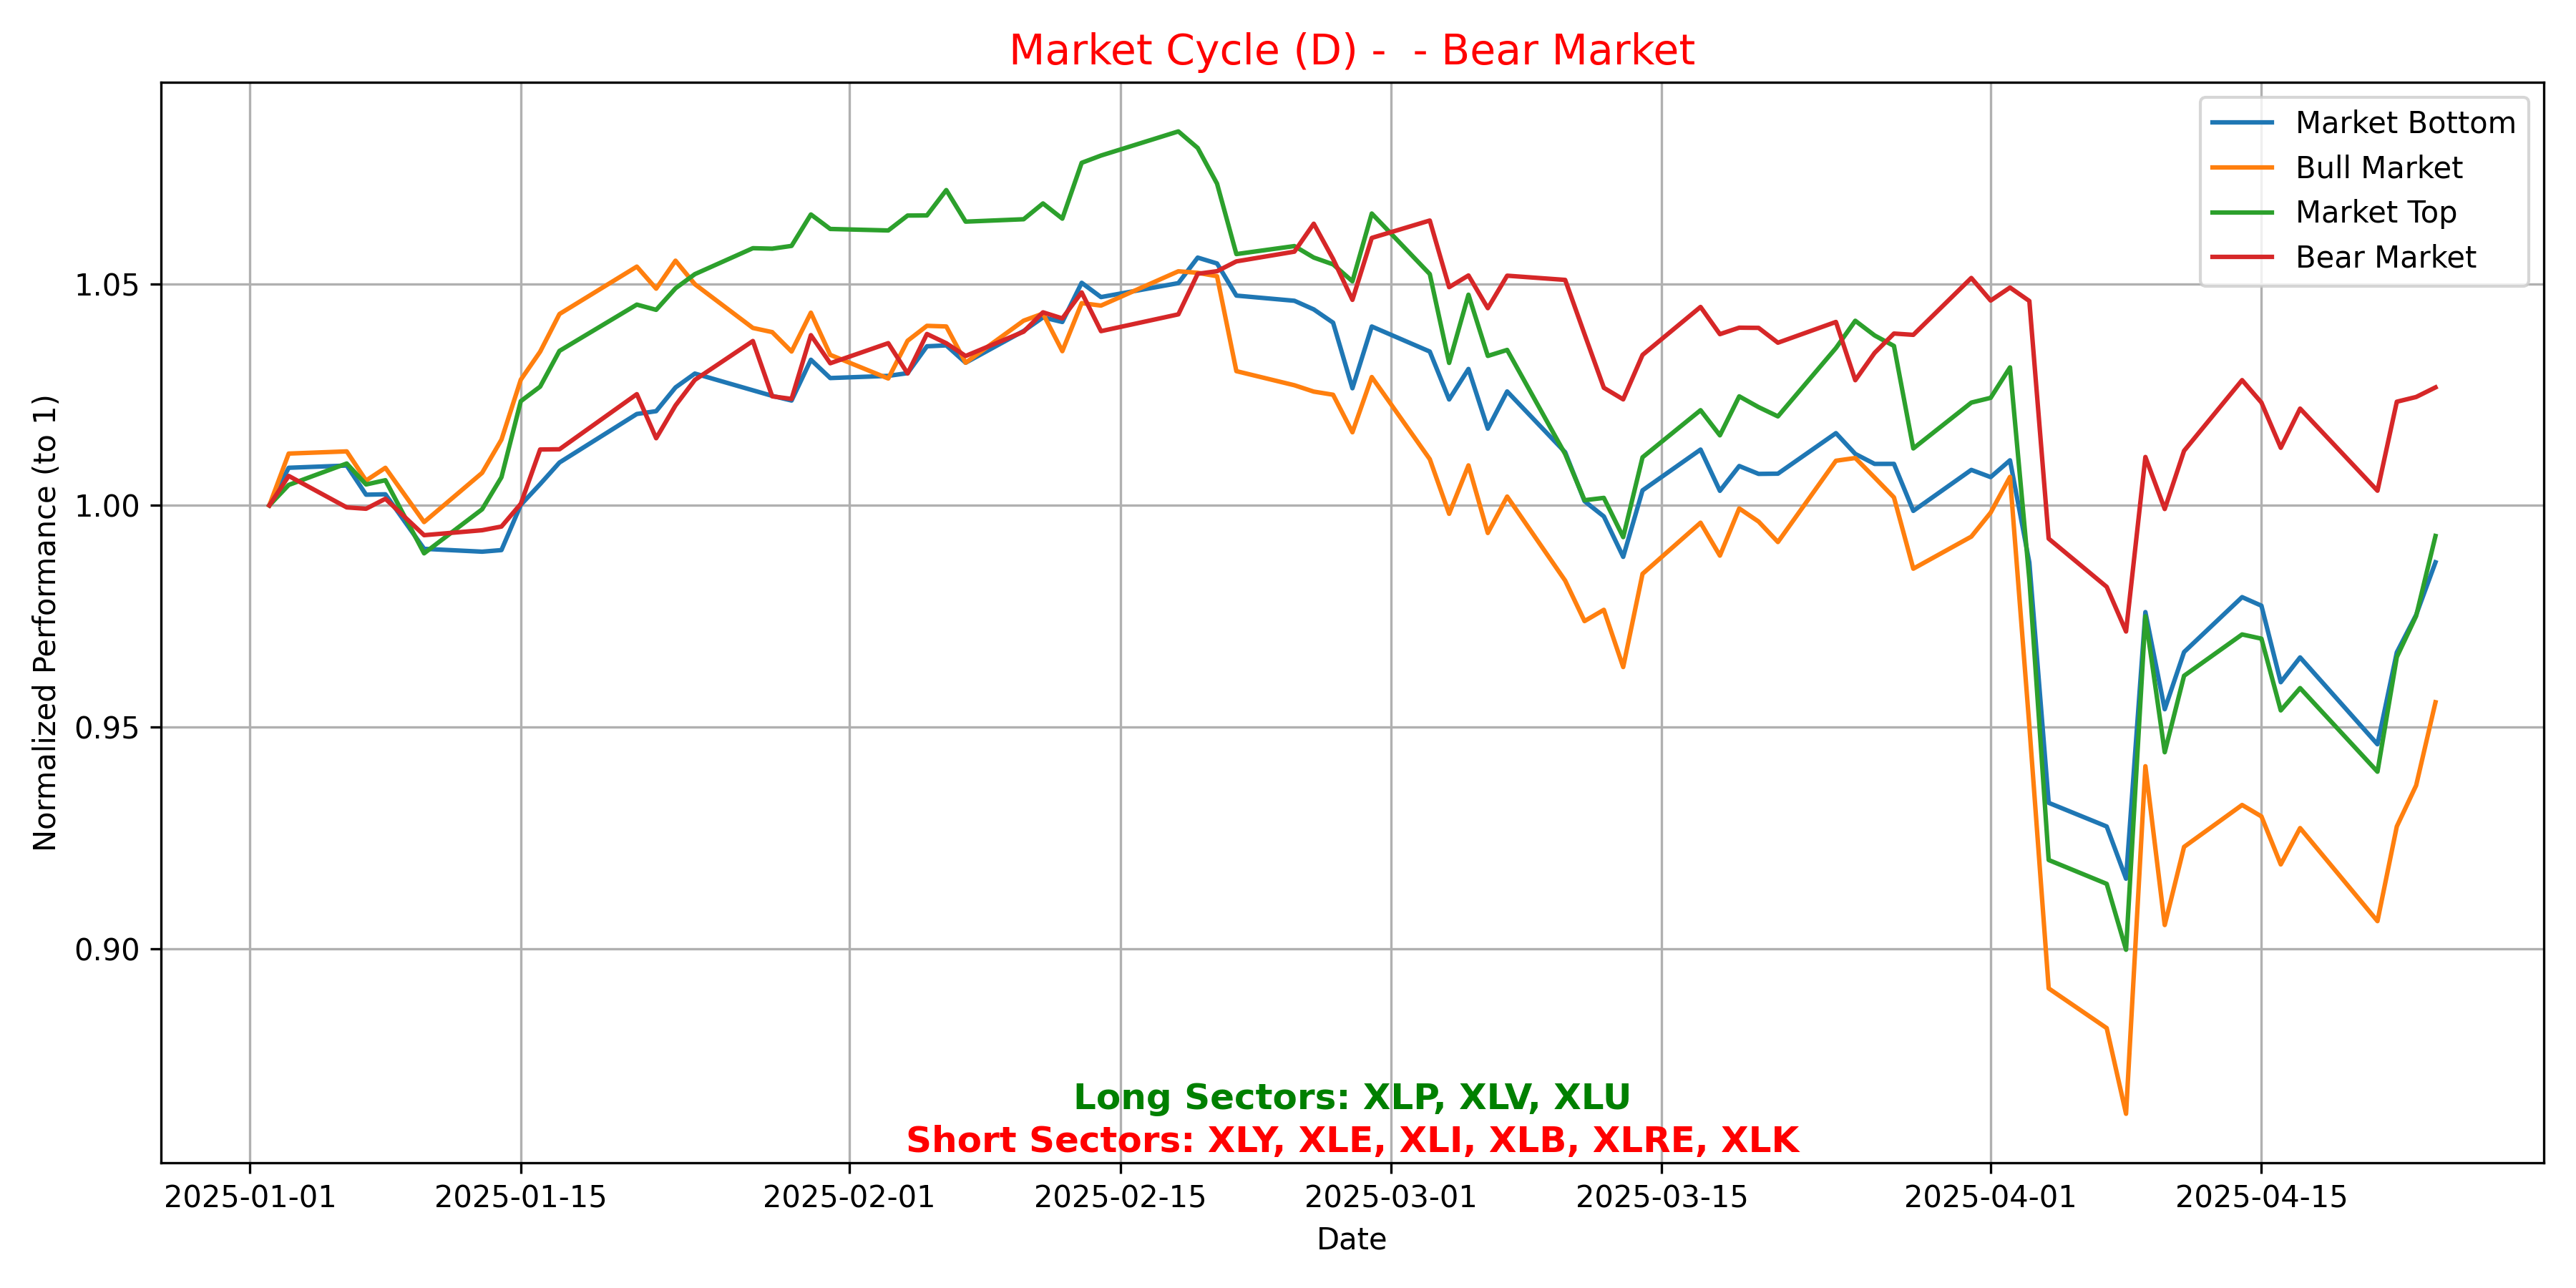 Market Cycle (D) -  - Bear Market
Market Bottom
Bull Market
Market Top
Bear Market
Normalized Performance (to 1)
1.05
1.00
0.95
0.90
Long Sectors: XLP, XLV, XLU
Short Sectors: XLY, XLE, XLI, XLB, XLRE, XLK
2025-01-01 2025-01-15 2025-02-01 2025-02-15 2025-03-01 2025-03-15 2025-04-01 2025-04-15
Date